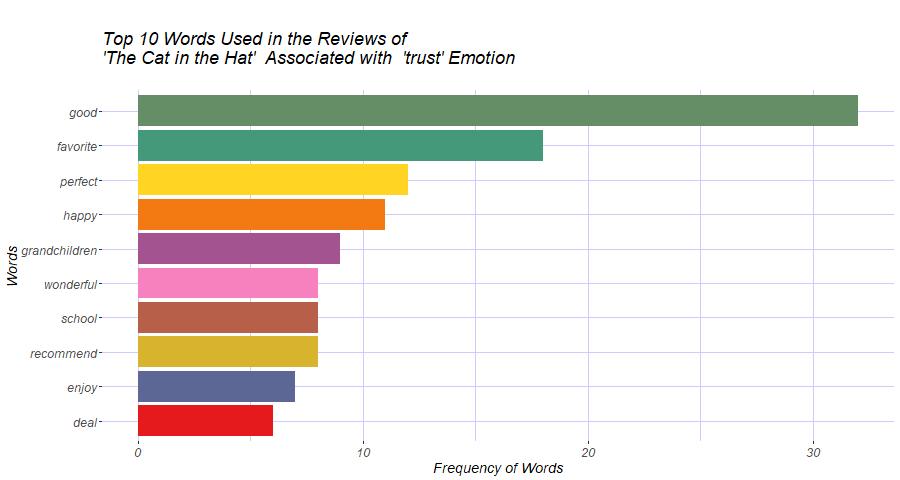 Top 10 Words Used in the Reviews of
'The Cat in the Hat'  Associated with  'trust' Emotion
Words
good
favorite
perfect
happy
grandchildren
wonderful
school
recommend
enjoy
deal
0 10 20 30
Frequency of Words